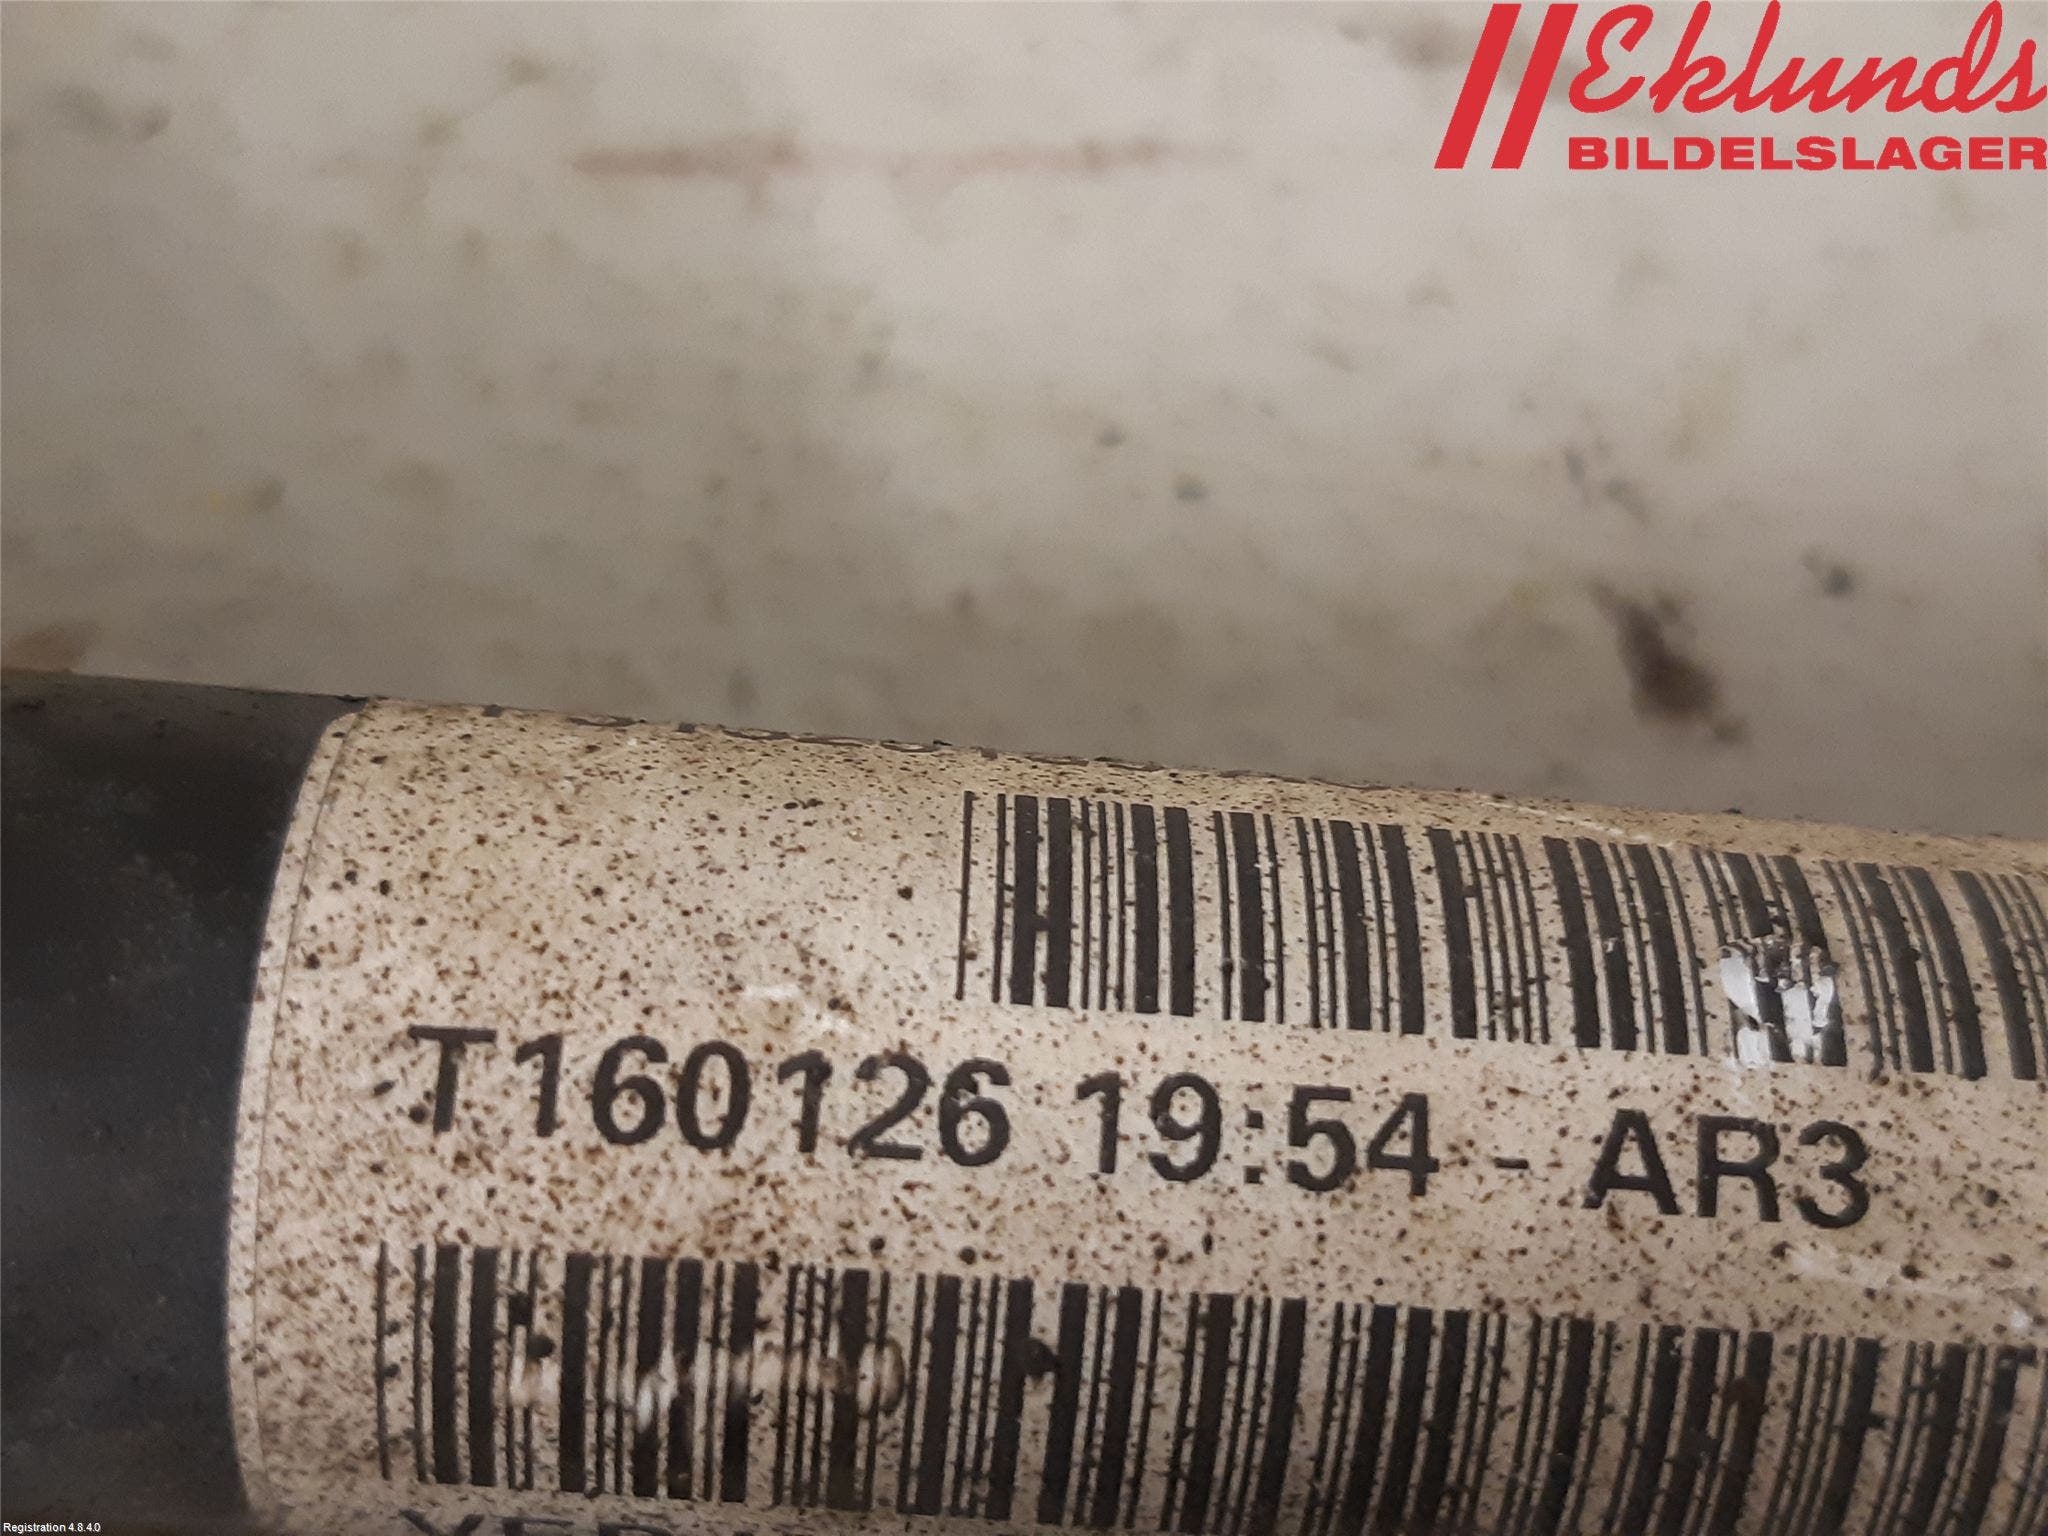 Eklunds
BILDELSLAGER
T160126 19:54 - AR3
Registration 4.8.4.0